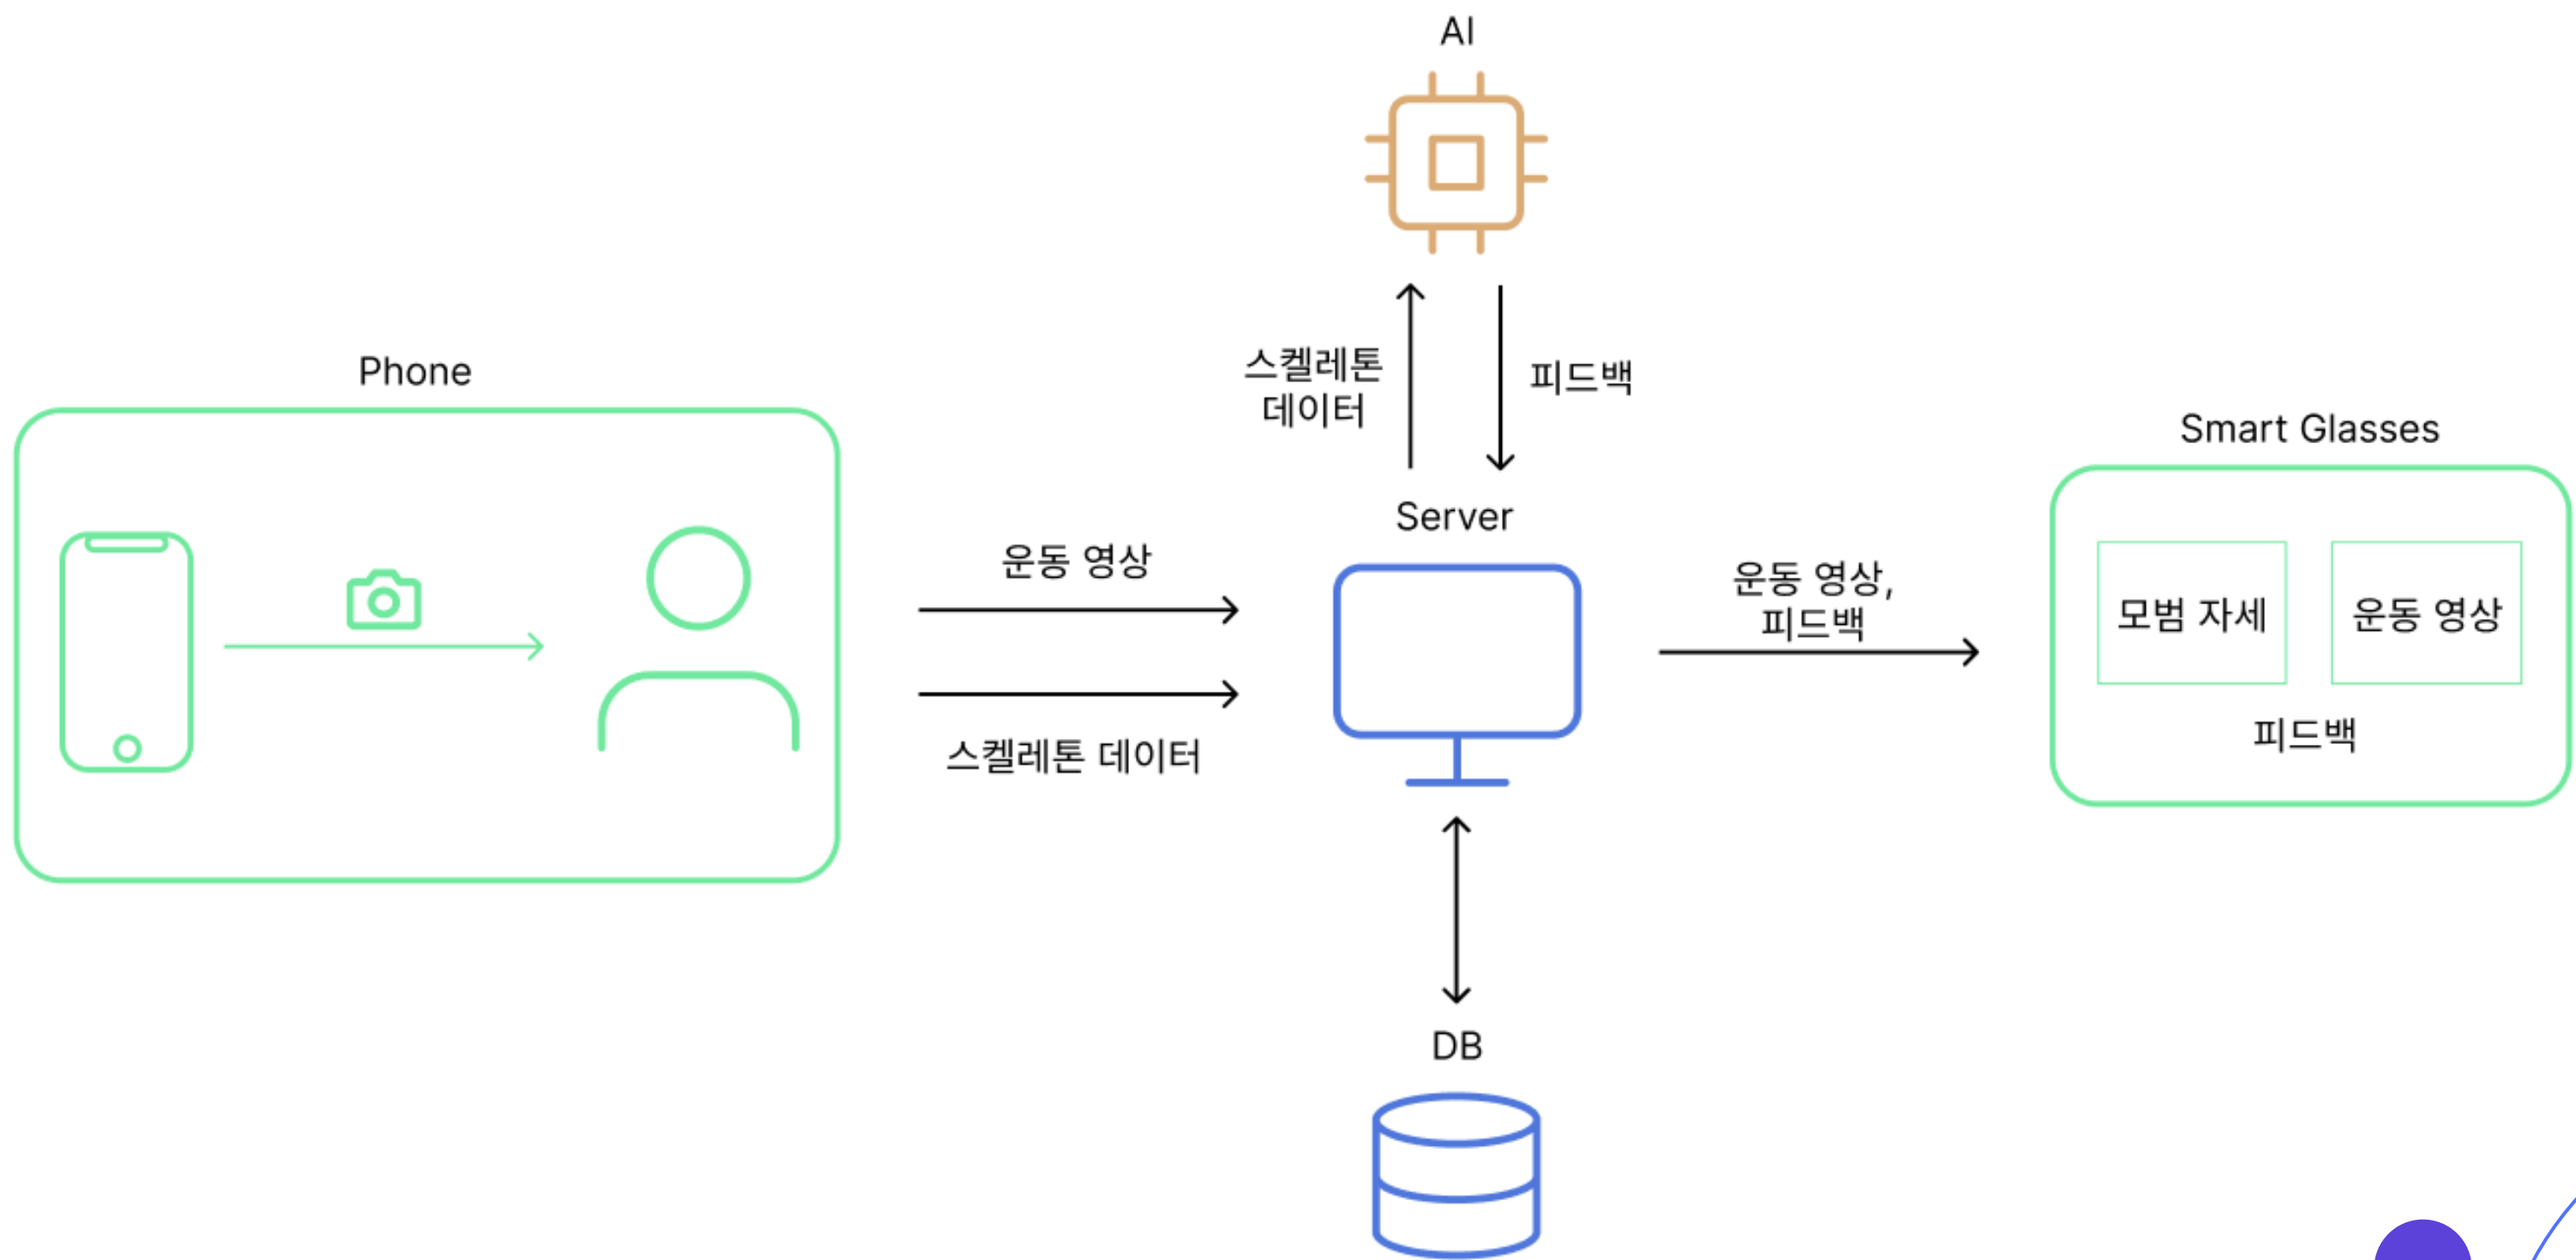 AI
스켈레톤
데이터
피드백
Phone
운동 영상
스켈레톤 데이터
Server
운동 영상,
피드백
Smart Glasses
모범 자세
운동 영상
피드백
DB